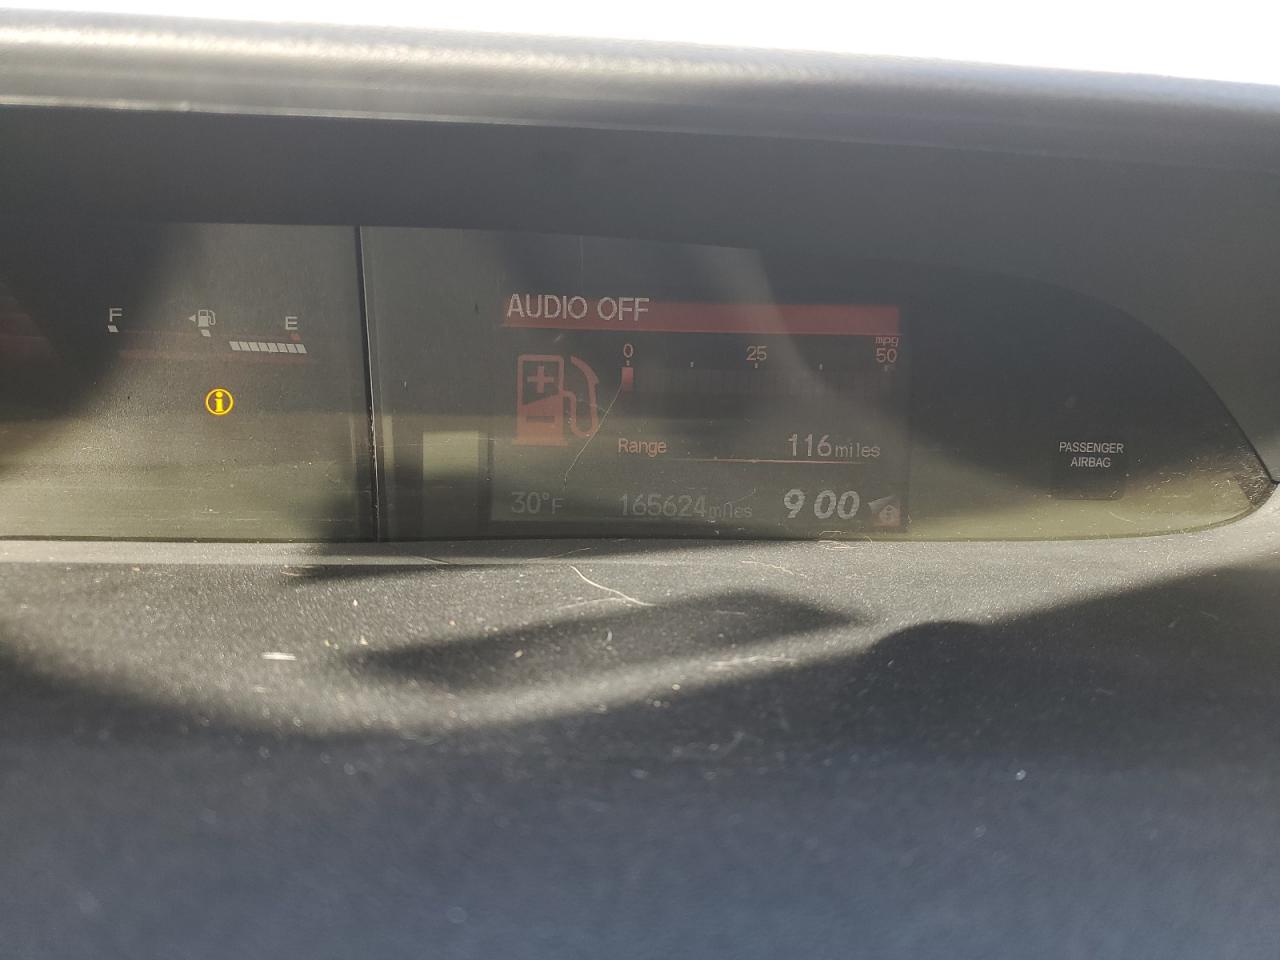 AUDIO OFF
F
E
mpg
0 25 50
Range 116 miles
PASSENGER
AIRBAG
30°F 165624 miles 9 00